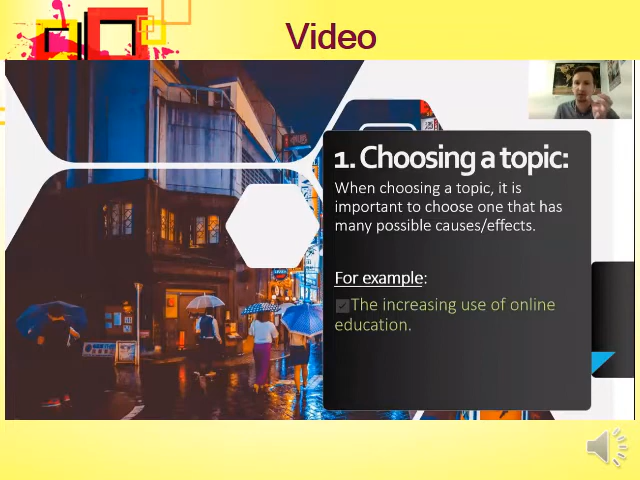 Video
1. Choosing a topic:
When choosing a topic, it is
important to choose one that has
many possible causes/effects.
For example:
The increasing use of online
education.